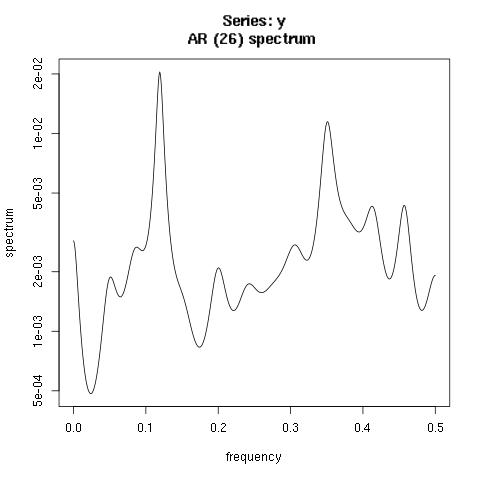 Series: y
AR (26) spectrum
2e-02
1e-02
5e-03
2e-03
1e-03
5e-04
spectrum
0.0 0.1 0.2 0.3 0.4 0.5
frequency